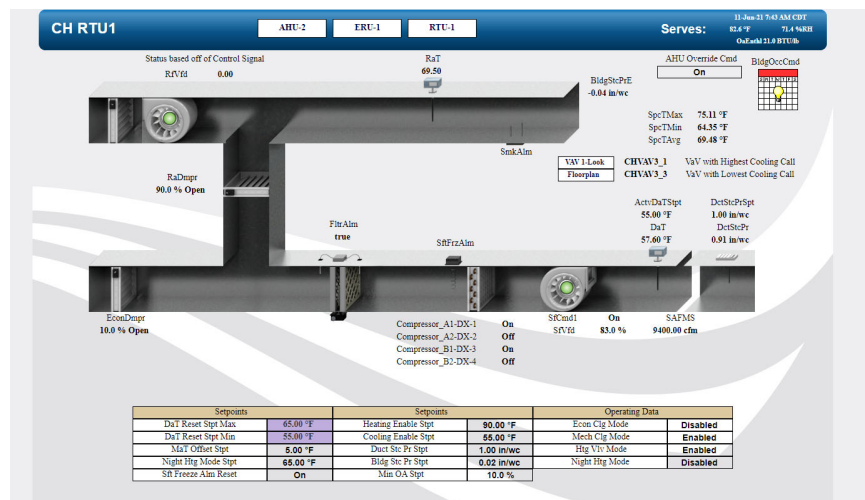 CH RTU1
AHU-2
ERU-1
RTU-1
Serves:
11-Jun-21 7:43 AM CDT
82.6 °F 71.4 %RH
OaEnthl 21.0 BTU/lb
Status based off of Control Signal
RfVfd 0.00
RaT
69.50
BldgStcPrE
-0.04 in/wc
AHU Override Cmd
On
BldgOccCmd
S M T W T F S
SpcTMax 75.11 °F
SpcTMin 64.35 °F
SpcTAvg 69.48 °F
SmkAlm
VAV 1-Look CHVAV3_1 VaV with Highest Cooling Call
Floorplan CHVAV3_3 VaV with Lowest Cooling Call
RaDmpr
90.0 % Open
ActvDaTStpt
55.00 °F
DaT
57.60 °F
DctStcPrSpt
1.00 in/wc
DctStcPr
0.91 in/wc
FltrAlm
true
SftFrzAlm
EconDmpr
10.0 % Open
Compressor_A1-DX-1 On
Compressor_A2-DX-2 Off
Compressor_B1-DX-3 On
Compressor_B2-DX-4 Off
SfCmd1 On
SfVfd 83.0 %
SAFMS
9400.00 cfm
Setpoints Setpoints Operating Data
DaT Reset Stpt Max 65.00 °F Heating Enable Stpt 90.00 °F Econ Clg Mode Disabled
DaT Reset Stpt Min 55.00 °F Cooling Enable Stpt 55.00 °F Mech Clg Mode Enabled
MaT Offset Stpt 5.00 °F Duct Stc Pr Stpt 1.00 in/wc Htg Vlv Mode Enabled
Night Htg Mode Stpt 65.00 °F Bldg Stc Pr Stpt 0.02 in/wc Night Htg Mode Disabled
Sft Freeze Alm Reset On Min OA Stpt 10.0 %